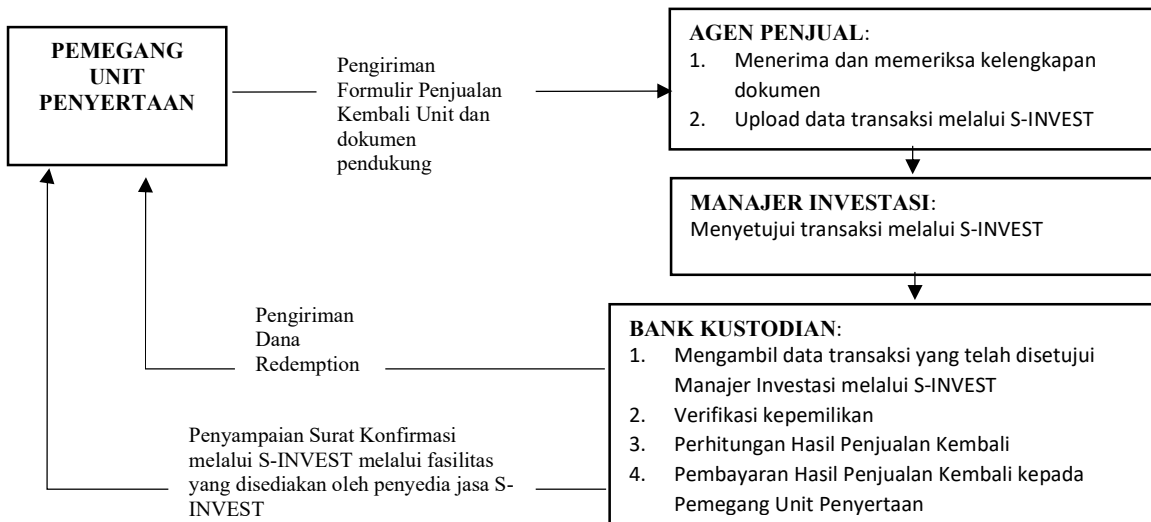 PEMEGANG
UNIT
PENYERTAAN
Pengiriman
Formulir Penjualan
Kembali Unit dan
dokumen
pendukung
AGEN PENJUAL:
1. Menerima dan memeriksa kelengkapan
dokumen
2. Upload data transaksi melalui S-INVEST
MANAJER INVESTASI:
Menyetujui transaksi melalui S-INVEST
BANK KUSTODIAN:
1. Mengambil data transaksi yang telah disetujui
Manajer Investasi melalui S-INVEST
2. Verifikasi kepemilikan
3. Perhitungan Hasil Penjualan Kembali
4. Pembayaran Hasil Penjualan Kembali kepada
Pemegang Unit Penyertaan
Pengiriman
Dana
Redemption
Penyampaian Surat Konfirmasi
melalui S-INVEST melalui fasilitas
yang disediakan oleh penyedia jasa S-
INVEST